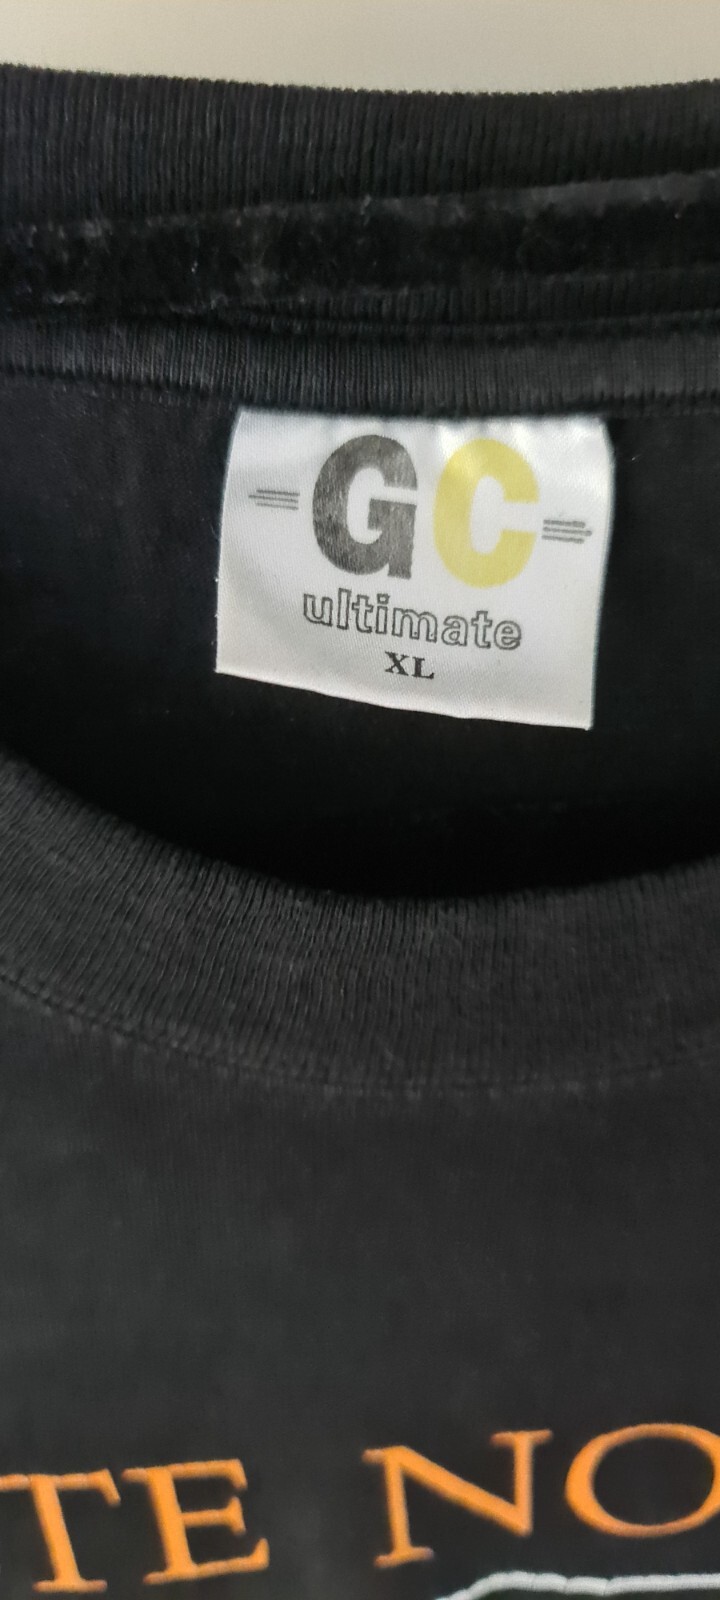 GC
ultimate
XL
TE NO